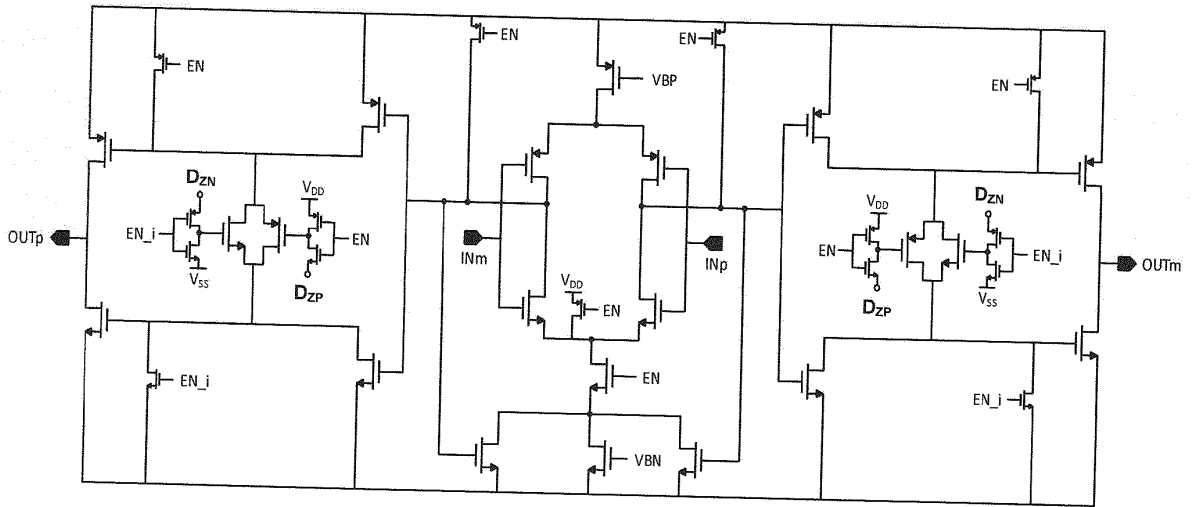 EN
EN
EN
VBP
EN
D_ZN
V_DD
EN_i
EN
OUTp
V_SS
D_ZP
INm
INp
V_DD
EN
V_DD
D_ZN
EN
EN_i
OUTm
D_ZP
V_SS
EN_i
EN
EN_i
VBN